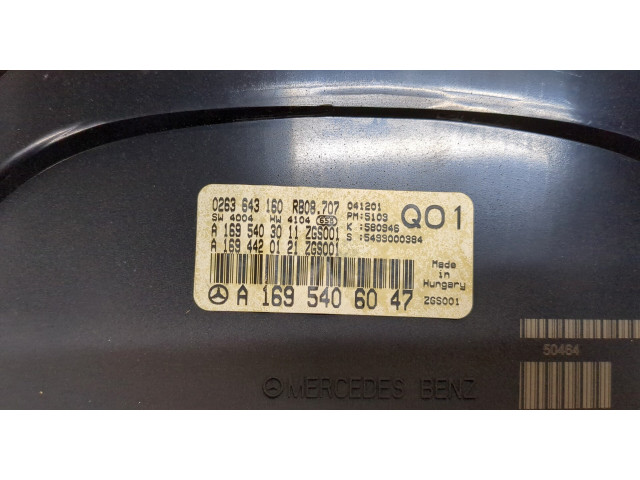 0263 643 160 RB08.707 041201
SW 4004 HW 4104 PM:5103 Q01
A 169 540 30 11 ZGS001 K :580946
A 169 442 01 21 ZGS001 S :5499000384
Made in Hungary
A 169 540 60 47 ZGS001
50464
MERCEDES BENZ